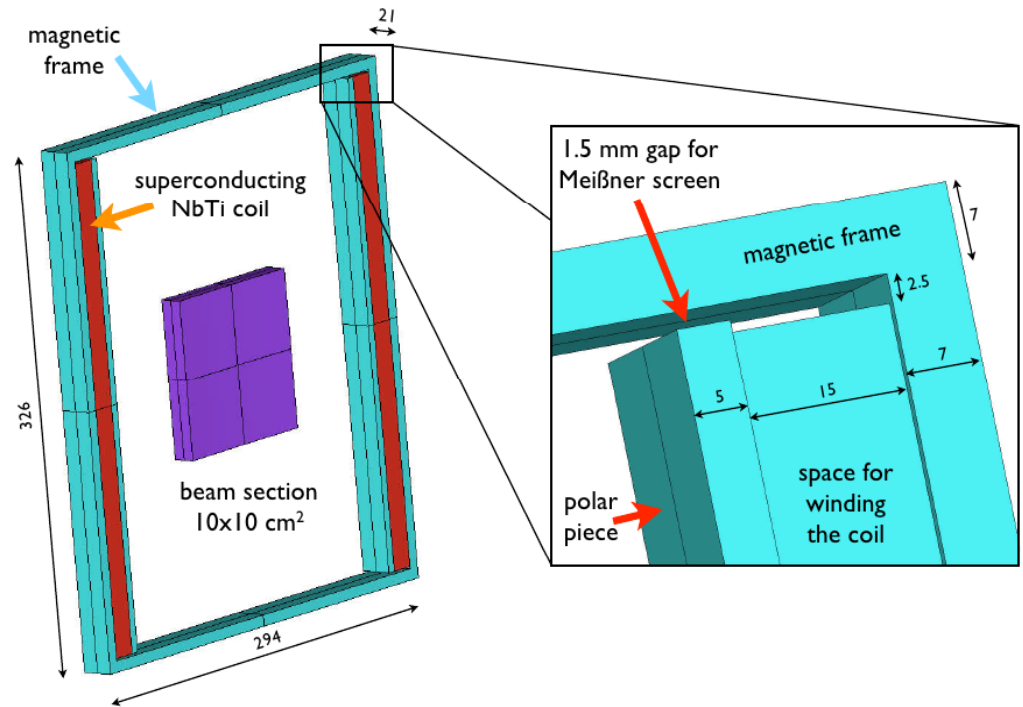 magnetic
frame
21
superconducting
NbTi coil
326
beam section
10x10 cm²
294
1.5 mm gap for
Meißner screen
magnetic frame
7
2.5
7
5
15
polar
piece
space for
winding
the coil